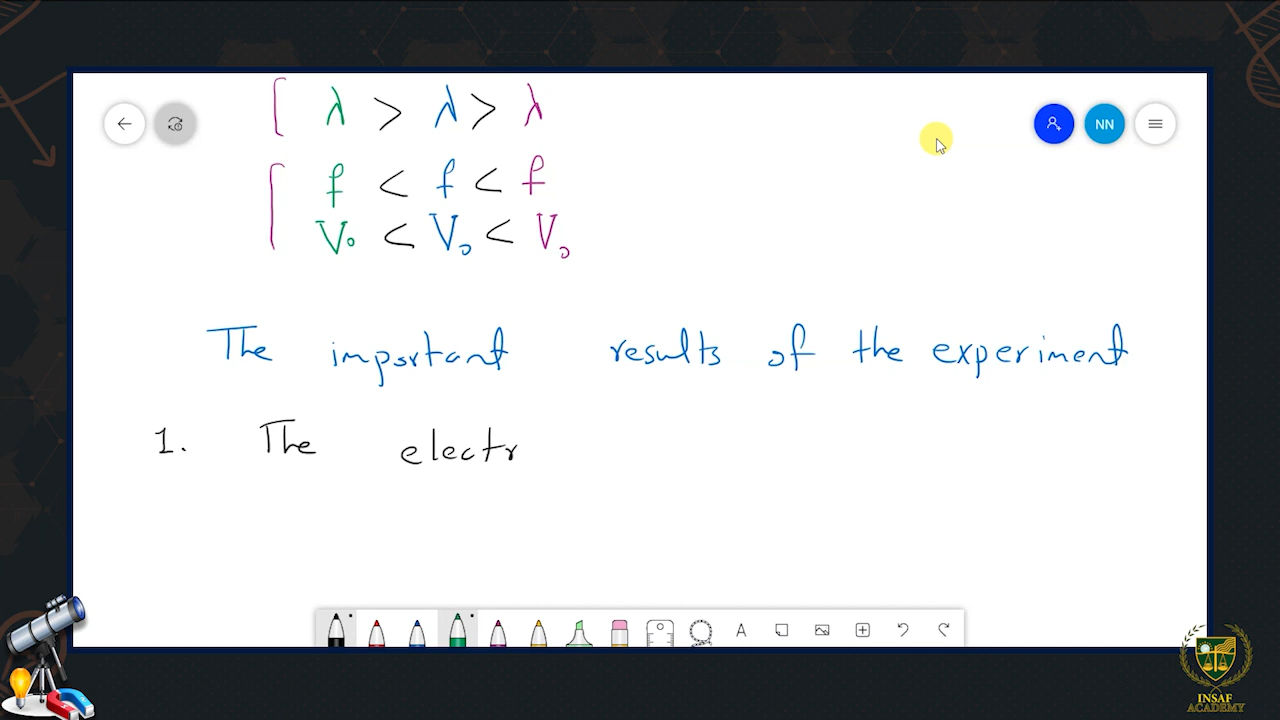 λ > λ > λ
f < f < f
V₀ < V₀ < V₀
NN
The important results of the experiment
1. The electr
A
INSAF
ACADEMY